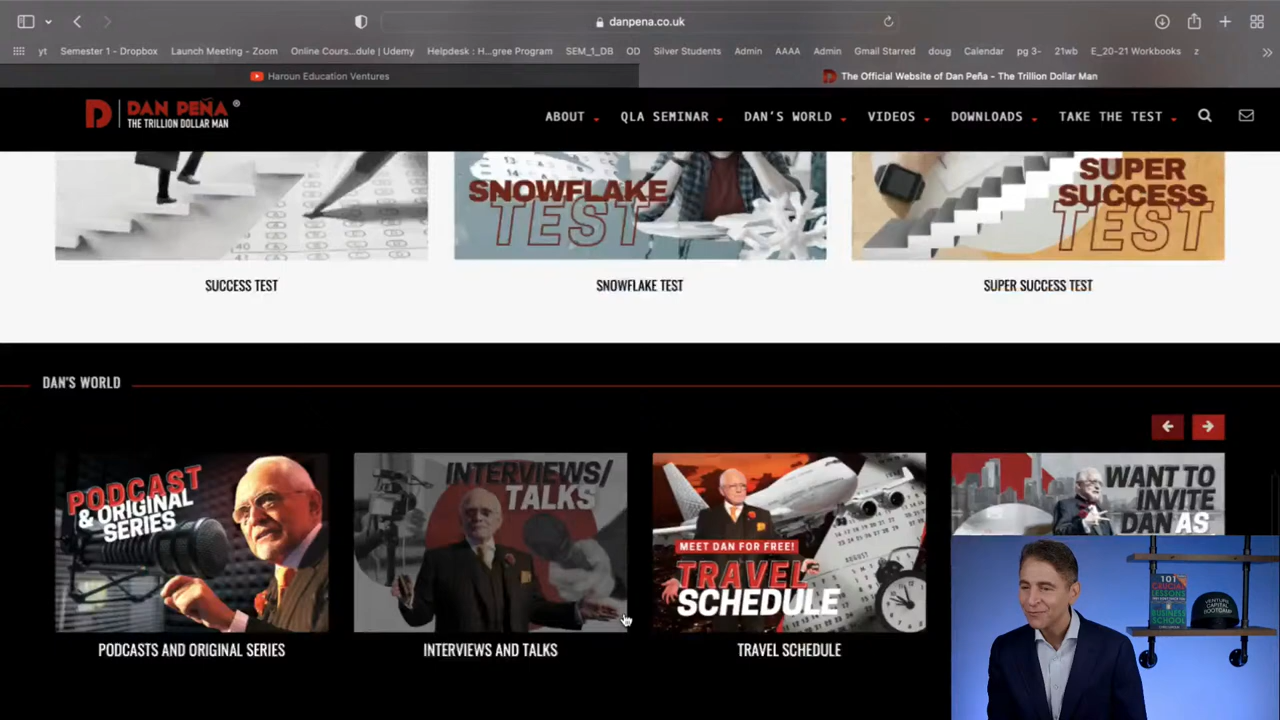 danpena.co.uk
yt
Semester 1 - Dropbox
Launch Meeting - Zoom
Online Cours...dule | Udemy
Helpdesk : H...gree Program
SEM_1_DB
OD
Silver Students
Admin
AAAA
Admin
Gmail Starred
doug
Calendar
pg 3-
21wb
E_20-21 Workbooks
z
Haroun Education Ventures
The Official Website of Dan Peña - The Trillion Dollar Man
D
DAN PEÑA ®
THE TRILLION DOLLAR MAN
ABOUT
QLA SEMINAR
DAN'S WORLD
VIDEOS
DOWNLOADS
TAKE THE TEST
SNOWFLAKE
TEST
SUPER
SUCCESS
TEST
SUCCESS TEST
SNOWFLAKE TEST
SUPER SUCCESS TEST
DAN'S WORLD
PODCAST
& ORIGINAL
SERIES
INTERVIEWS/
TALKS
MEET DAN FOR FREE!
TRAVEL
SCHEDULE
AUGUST
WANT TO
INVITE
DAN AS
PODCASTS AND ORIGINAL SERIES
INTERVIEWS AND TALKS
TRAVEL SCHEDULE
101
CRUCIAL
LESSONS
BUSINESS
SCHOOL
VENTURE
CAPITAL
BOOTCAMP